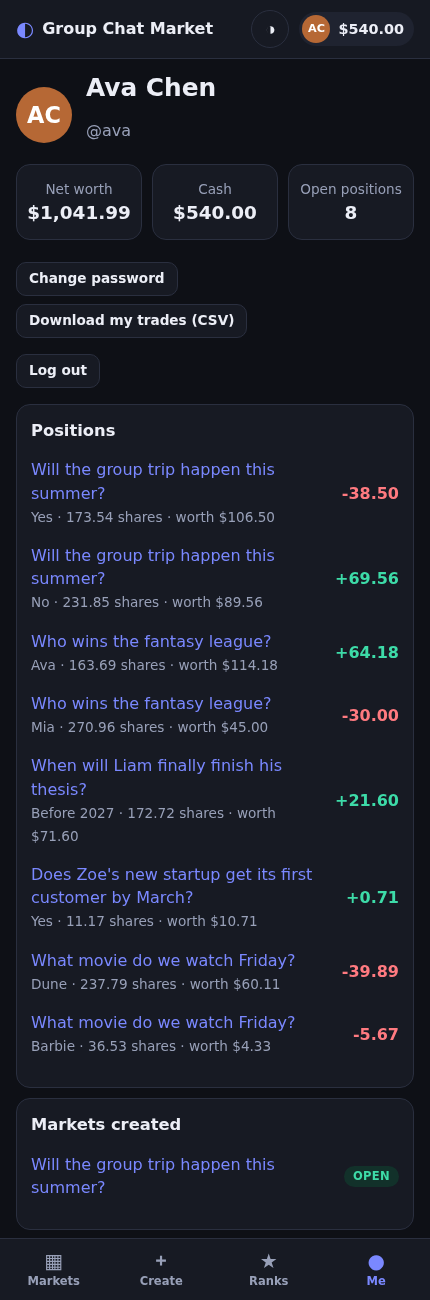 Group Chat Market
AC $540.00
AC
Ava Chen
@ava
Net worth
$1,041.99
Cash
$540.00
Open positions
8
Change password
Download my trades (CSV)
Log out
Positions
Will the group trip happen this
summer?
-38.50
Yes · 173.54 shares · worth $106.50
Will the group trip happen this
summer?
+69.56
No · 231.85 shares · worth $89.56
Who wins the fantasy league?
+64.18
Ava · 163.69 shares · worth $114.18
Who wins the fantasy league?
-30.00
Mia · 270.96 shares · worth $45.00
When will Liam finally finish his
thesis?
+21.60
Before 2027 · 172.72 shares · worth
$71.60
Does Zoe's new startup get its first
customer by March?
+0.71
Yes · 11.17 shares · worth $10.71
What movie do we watch Friday?
-39.89
Dune · 237.79 shares · worth $60.11
What movie do we watch Friday?
-5.67
Barbie · 36.53 shares · worth $4.33
Markets created
Will the group trip happen this
summer?
OPEN
Markets
Create
Ranks
Me